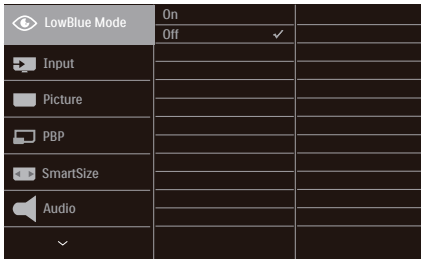 LowBlue Mode
On
Off
Input
Picture
PBP
SmartSize
Audio